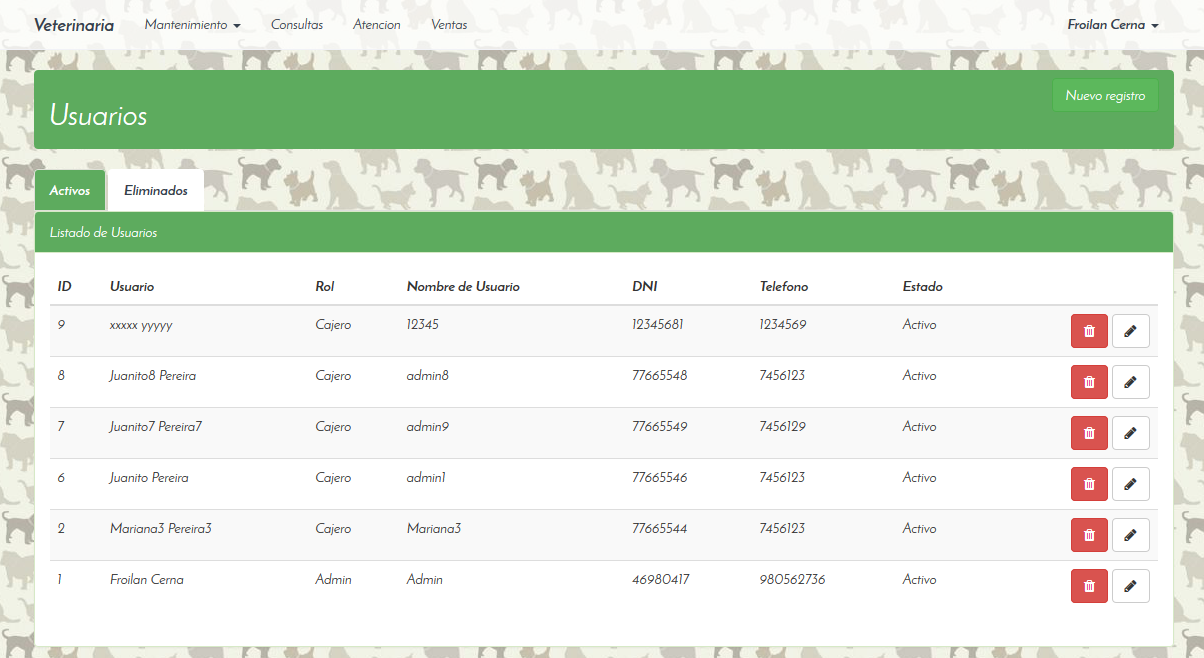 Veterinaria Mantenimiento Consultas Atencion Ventas Froilan Cerna
Nuevo registro
Usuarios
Activos Eliminados
Listado de Usuarios
ID Usuario Rol Nombre de Usuario DNI Telefono Estado
9 xxxxx yyyyy Cajero 12345 12345681 1234569 Activo
8 Juanito8 Pereira Cajero admin8 77665548 7456123 Activo
7 Juanito7 Pereira7 Cajero admin9 77665549 7456129 Activo
6 Juanito Pereira Cajero admin1 77665546 7456123 Activo
2 Mariana3 Pereira3 Cajero Mariana3 77665544 7456123 Activo
1 Froilan Cerna Admin Admin 46980417 980562736 Activo